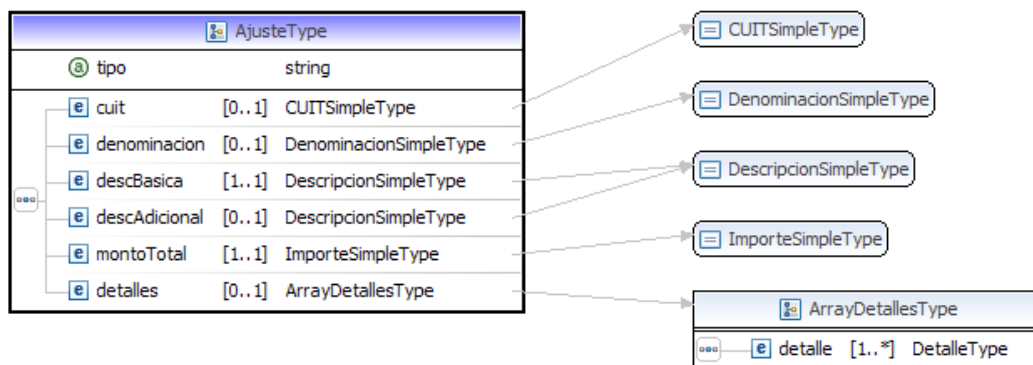 AjusteType
a tipo string
e cuit [0..1] CUITSimpleType
e denominacion [0..1] DenominacionSimpleType
e descBasica [1..1] DescripcionSimpleType
e descAdicional [0..1] DescripcionSimpleType
e montoTotal [1..1] ImporteSimpleType
e detalles [0..1] ArrayDetallesType
CUITSimpleType
DenominacionSimpleType
DescripcionSimpleType
ImporteSimpleType
ArrayDetallesType
e detalle [1..*] DetalleType